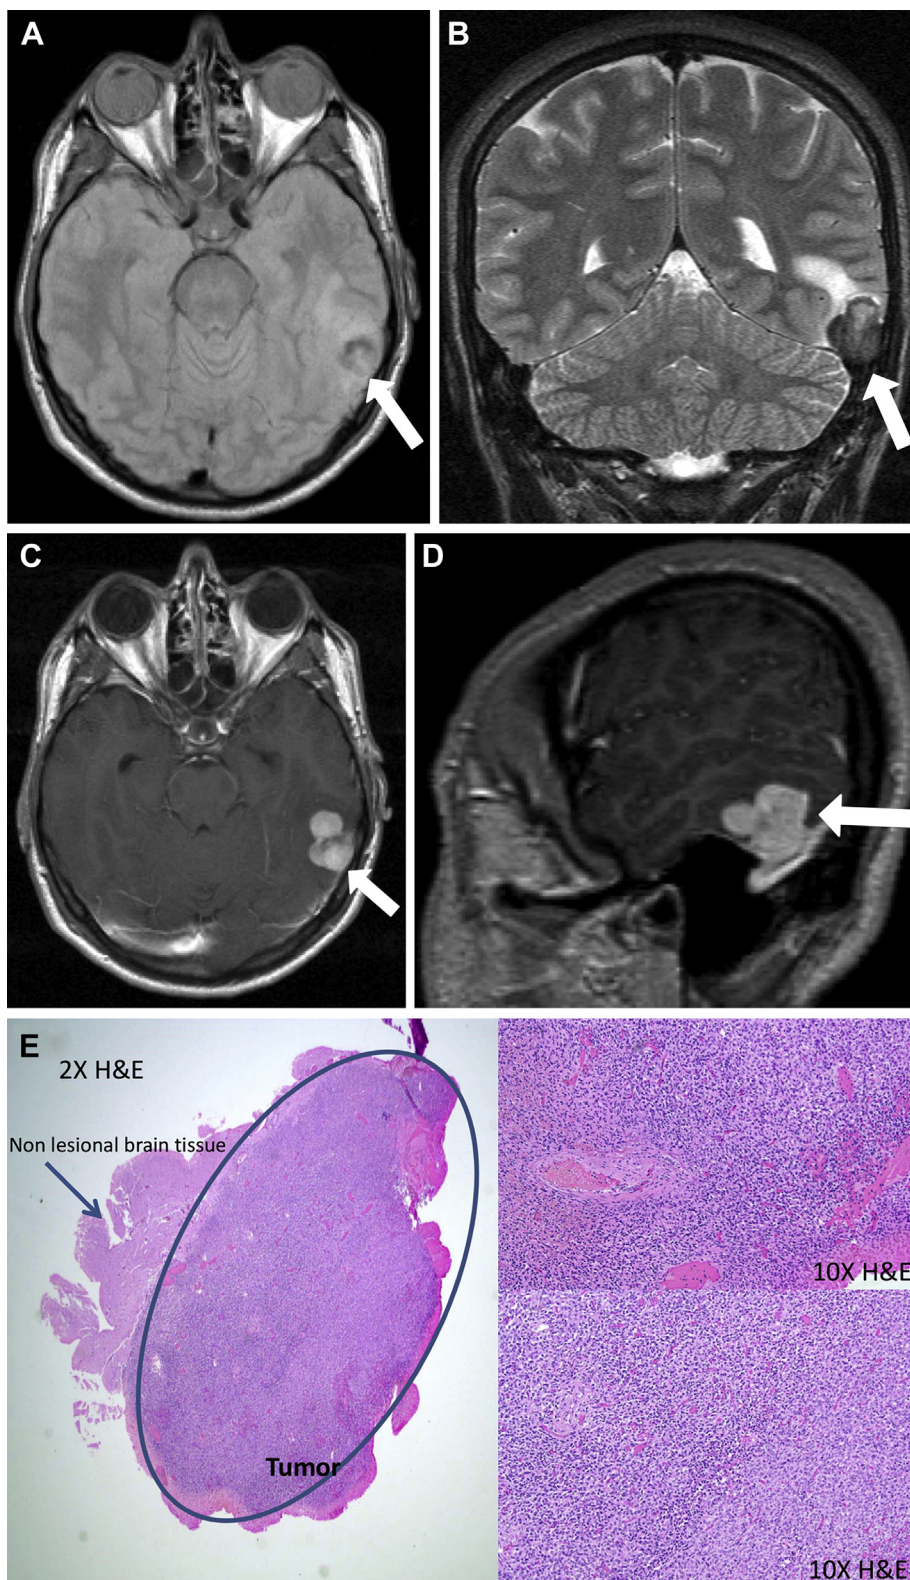 A
B
C
D
E
2X H&E
Non lesional brain tissue
Tumor
10X H&E
10X H&E